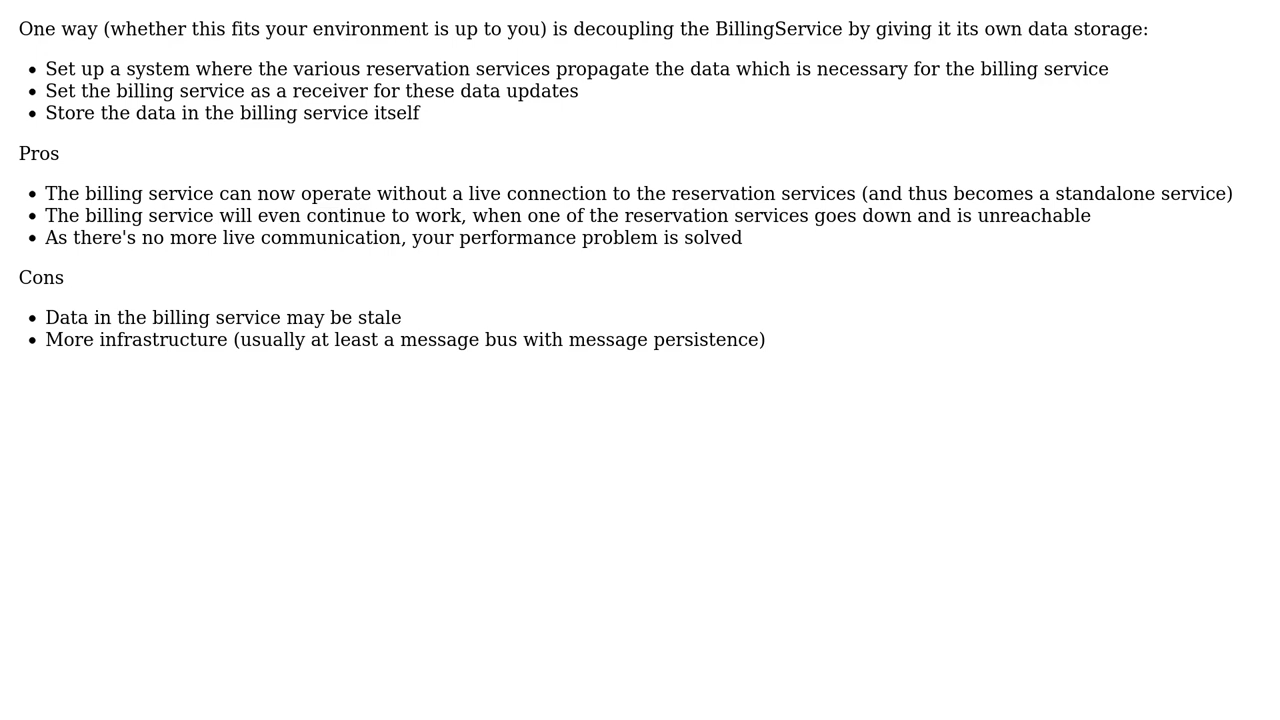 One way (whether this fits your environment is up to you) is decoupling the BillingService by giving it its own data storage:
• Set up a system where the various reservation services propagate the data which is necessary for the billing service
• Set the billing service as a receiver for these data updates
• Store the data in the billing service itself
Pros
• The billing service can now operate without a live connection to the reservation services (and thus becomes a standalone service)
• The billing service will even continue to work, when one of the reservation services goes down and is unreachable
• As there's no more live communication, your performance problem is solved
Cons
• Data in the billing service may be stale
• More infrastructure (usually at least a message bus with message persistence)